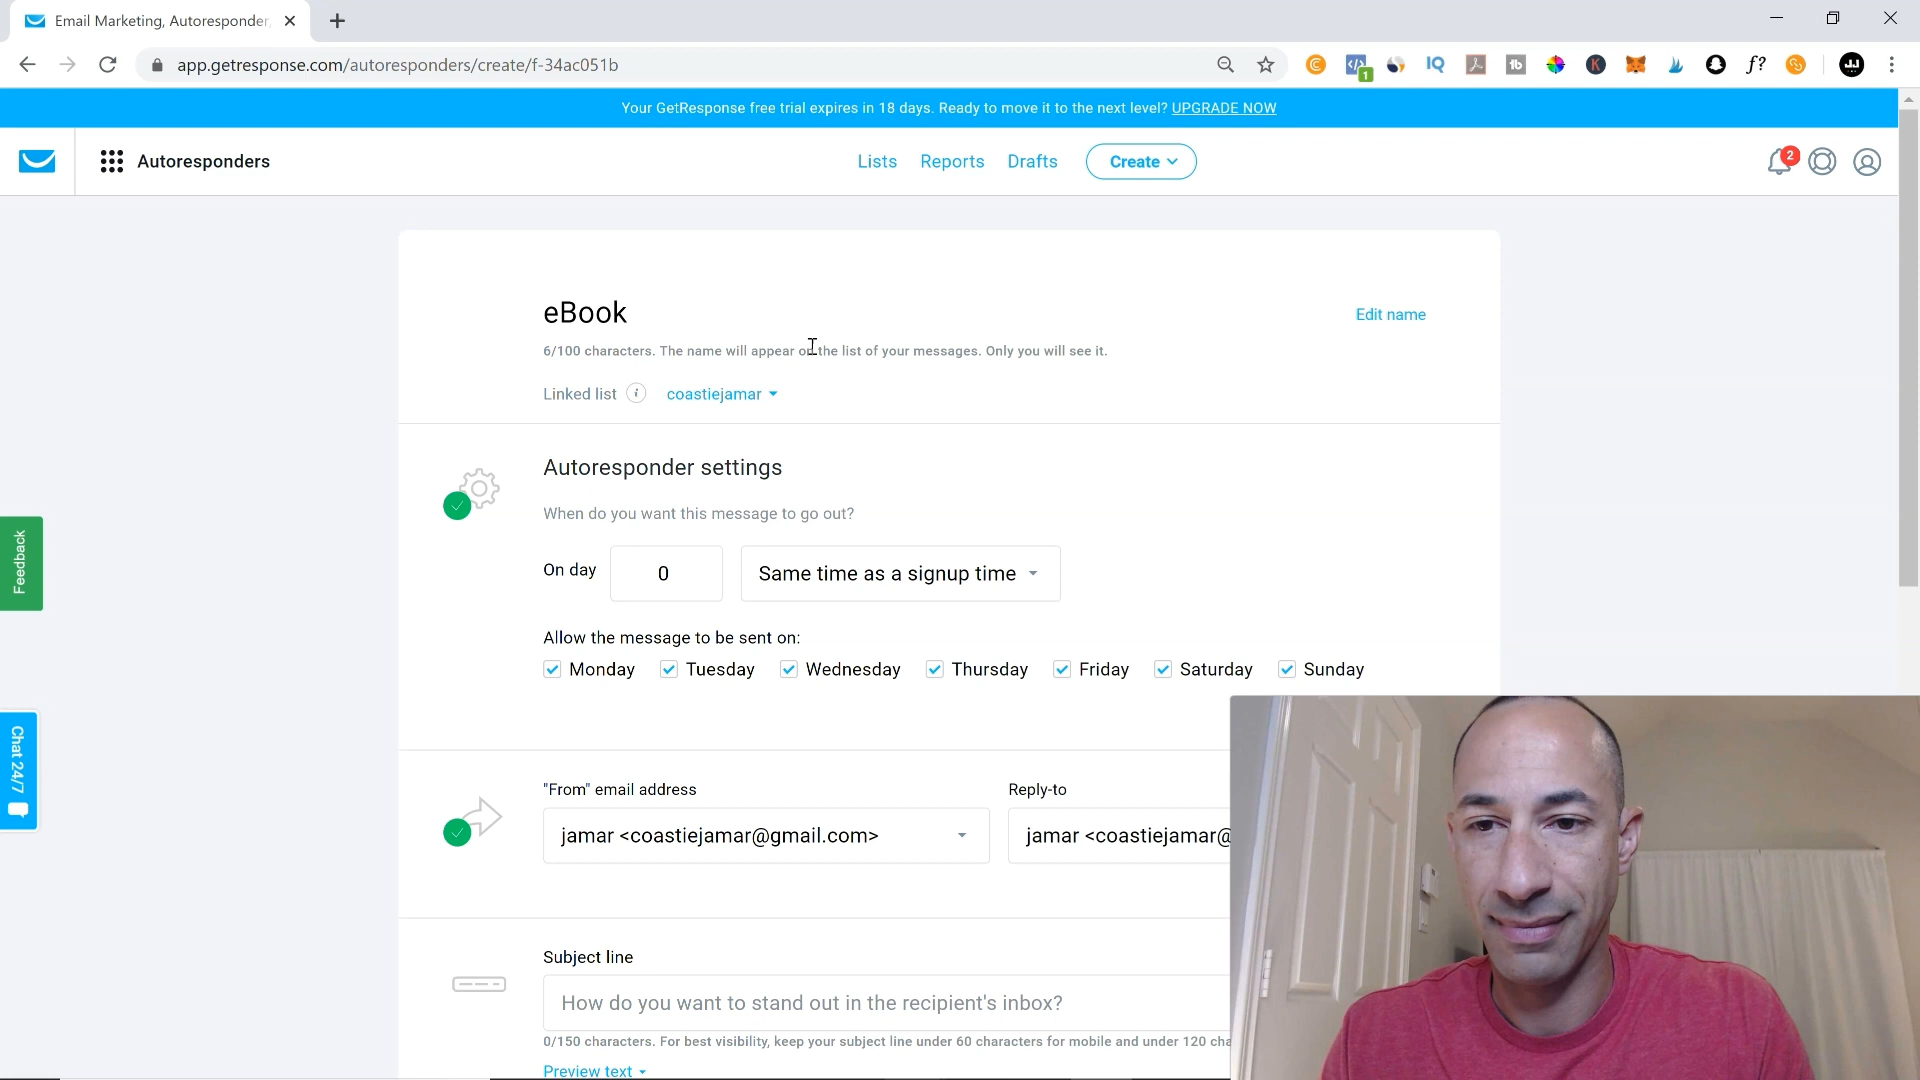 Email Marketing, Autoresponder,
app.getresponse.com/autoresponders/create/f-34ac051b
1
IQ
tb
K
f?
JJ
Your GetResponse free trial expires in 18 days. Ready to move it to the next level? UPGRADE NOW
Autoresponders
Lists
Reports
Drafts
Create
2
eBook
Edit name
6/100 characters. The name will appear on the list of your messages. Only you will see it.
Linked list
i
coastiejamar
Autoresponder settings
When do you want this message to go out?
On day
0
Same time as a signup time
Allow the message to be sent on:
Monday
Tuesday
Wednesday
Thursday
Friday
Saturday
Sunday
Feedback
Chat 24/7
"From" email address
Reply-to
jamar <coastiejamar@gmail.com>
jamar <coastiejamar@
Subject line
How do you want to stand out in the recipient's inbox?
0/150 characters. For best visibility, keep your subject line under 60 characters for mobile and under 120 cha
Preview text